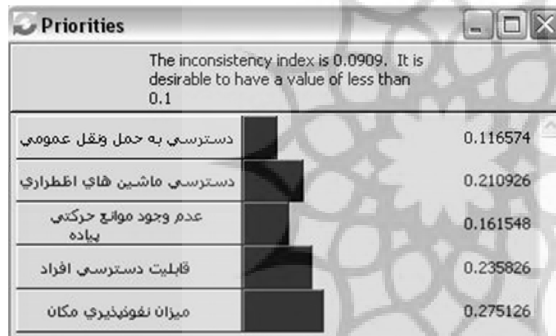 Priorities
The inconsistency index is 0.0909. It is
desirable to have a value of less than
0.1
دسترسي به حمل ونقل عمومي 0.116574
دسترسي ماشين هاي اظطراري 0.210926
عدم وجود موانع حركتي
پياده 0.161548
قابليت دسترسي افراد 0.235826
ميزان نفوذپذيري مكان 0.275126